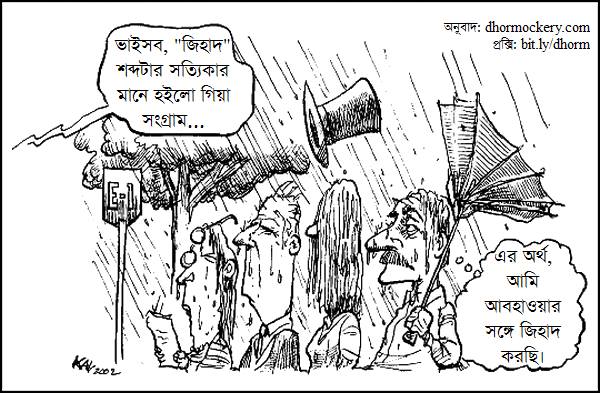 অনুবাদ: dhormockery.com
প্রক্সি: bit.ly/dhorm
ভাইসব, "জিহাদ"
শব্দটার সত্যিকার
মানে হইলো গিয়া
সংগ্রাম...
E-1
এর অর্থ,
আমি
আবহাওয়ার
সঙ্গে জিহাদ
করছি।
KAL 2002